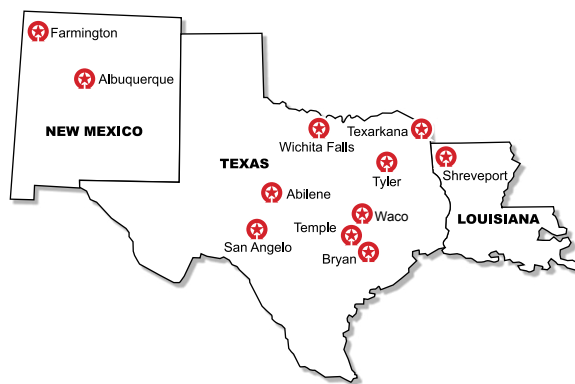 Farmington
Albuquerque
NEW MEXICO
Texarkana
Wichita Falls
TEXAS
Tyler
Shreveport
Abilene
Waco
LOUISIANA
Temple
San Angelo
Bryan